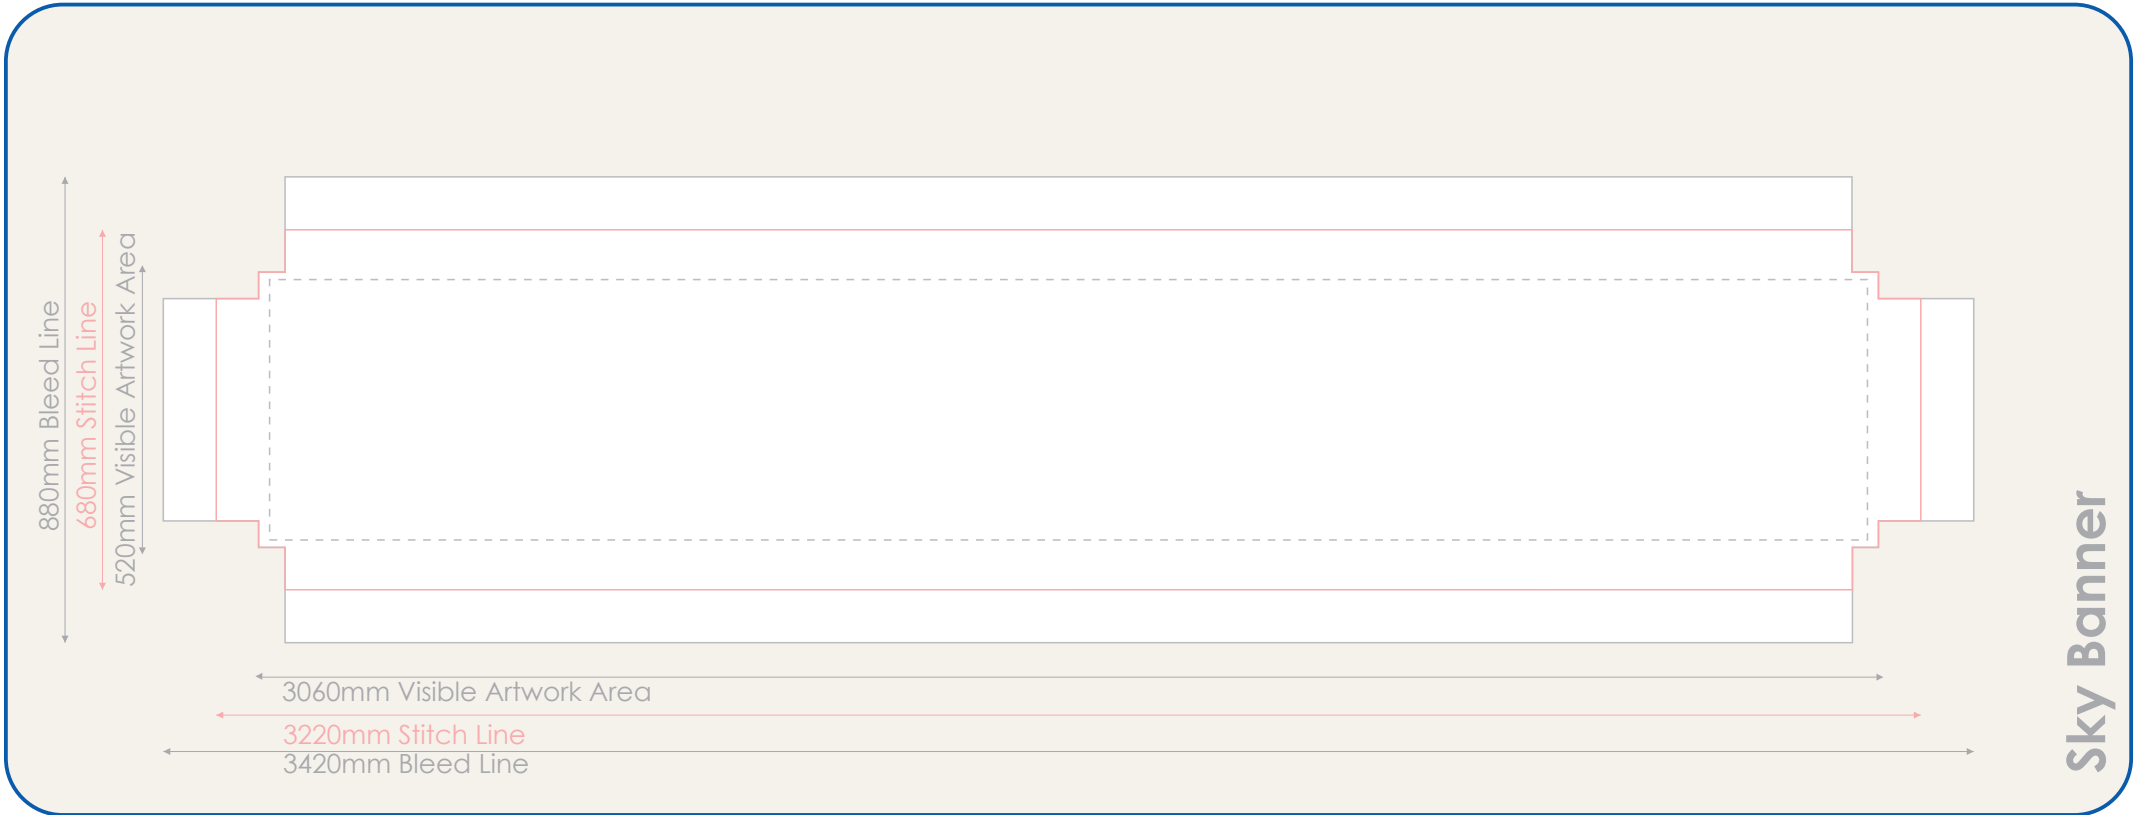 880mm Bleed Line
680mm Stitch Line
520mm Visible Artwork Area
3060mm Visible Artwork Area
3220mm Stitch Line
3420mm Bleed Line
Sky Banner